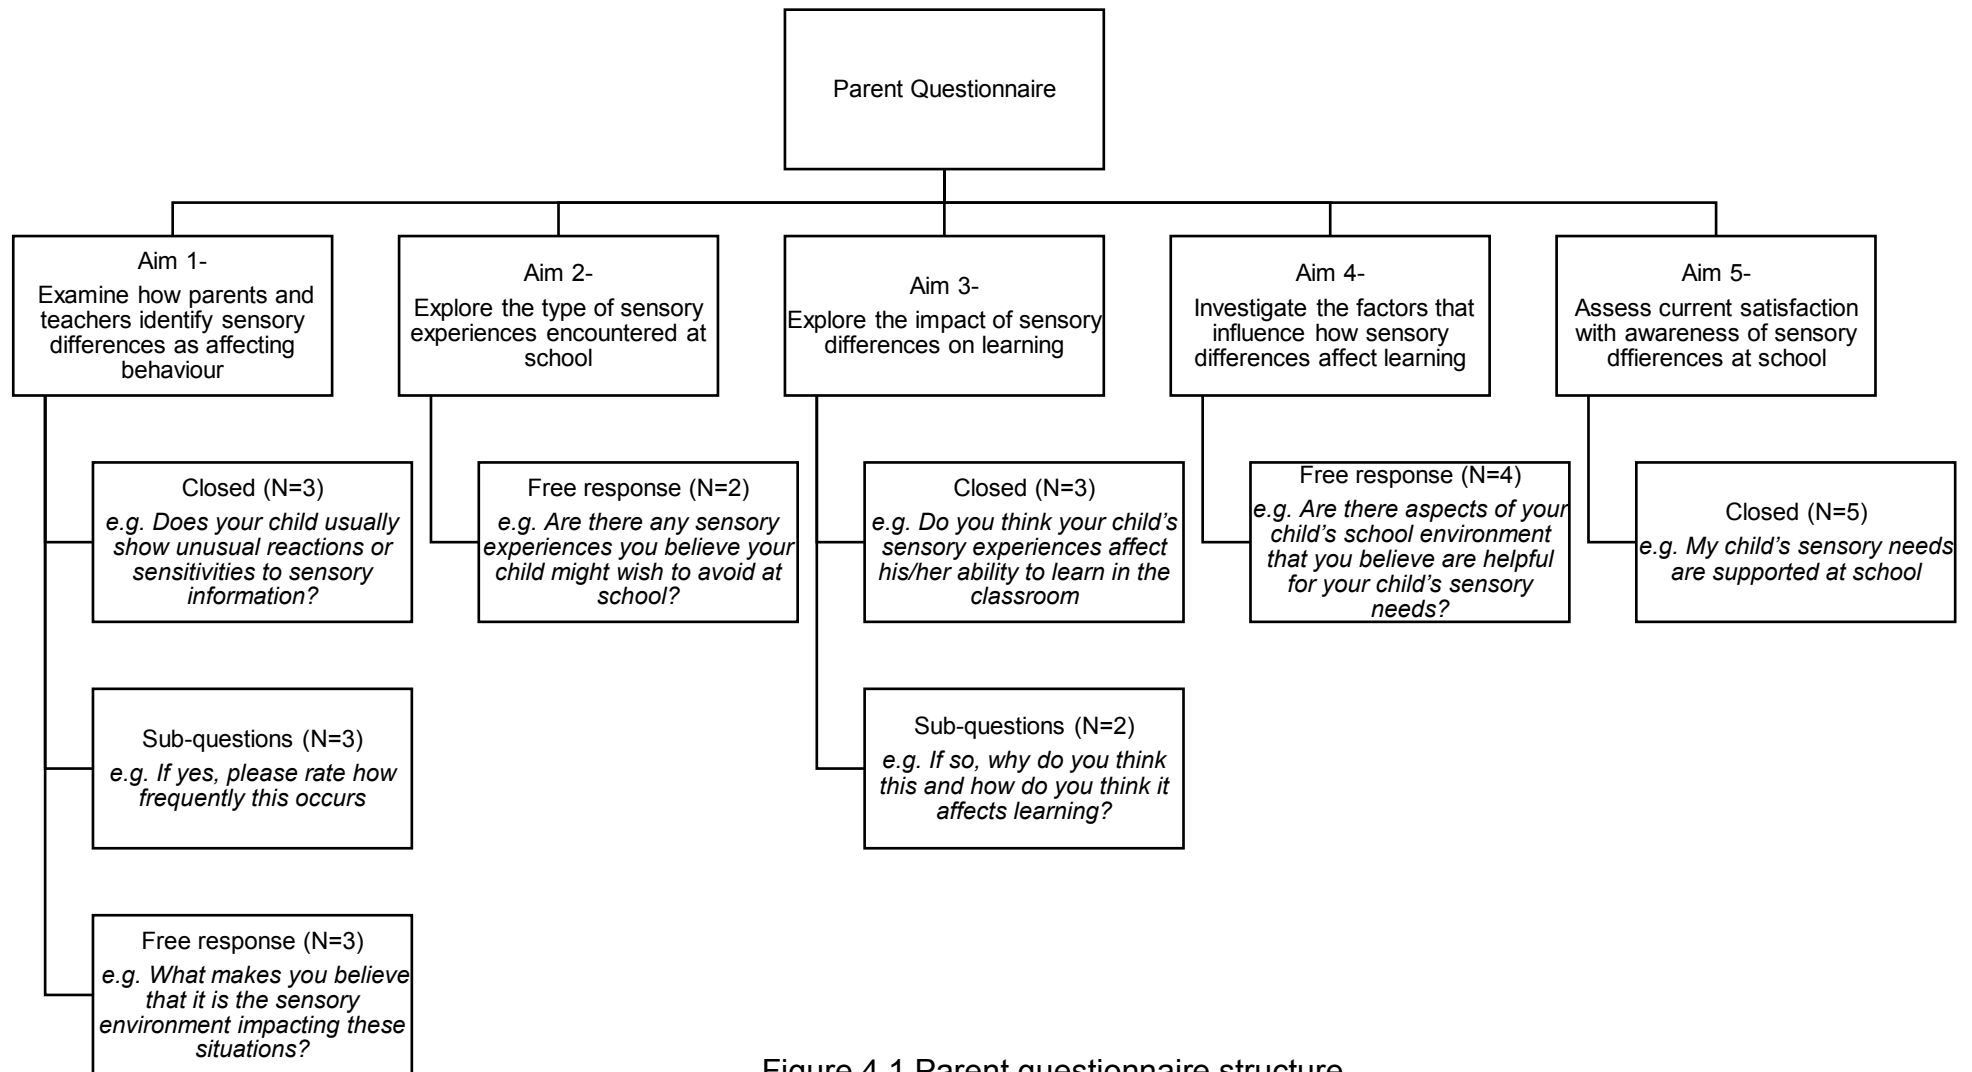 Parent Questionnaire
Aim 1-
Examine how parents and
teachers identify sensory
differences as affecting
behaviour
Aim 2-
Explore the type of sensory
experiences encountered at
school
Aim 3-
Explore the impact of sensory
differences on learning
Aim 4-
Investigate the factors that
influence how sensory
differences affect learning
Aim 5-
Assess current satisfaction
with awareness of sensory
dffierences at school
Closed (N=3)
e.g. Does your child usually
show unusual reactions or
sensitivities to sensory
information?
Sub-questions (N=3)
e.g. If yes, please rate how
frequently this occurs
Free response (N=3)
e.g. What makes you believe
that it is the sensory
environment impacting these
situations?
Free response (N=2)
e.g. Are there any sensory
experiences you believe your
child might wish to avoid at
school?
Closed (N=3)
e.g. Do you think your child's
sensory experiences affect
his/her ability to learn in the
classroom
Sub-questions (N=2)
e.g. If so, why do you think
this and how do you think it
affects learning?
Free response (N=4)
e.g. Are there aspects of your
child's school environment
that you believe are helpful
for your child's sensory
needs?
Closed (N=5)
e.g. My child's sensory needs
are supported at school
Figure 4.1 Parent questionnaire structure